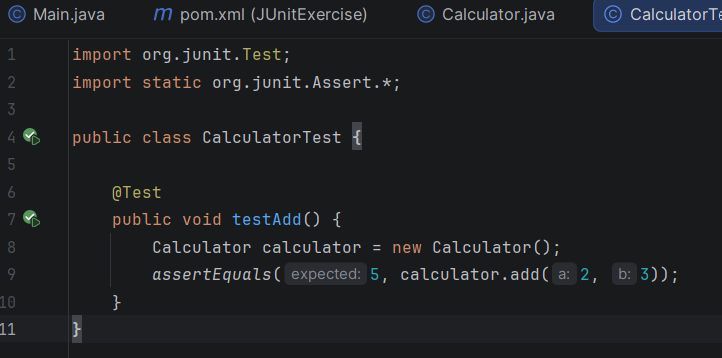 Main.java pom.xml (JUnitExercise) Calculator.java CalculatorTe
1 import org.junit.Test;
2 import static org.junit.Assert.*;
3
4 public class CalculatorTest {
5
6 @Test
7 public void testAdd() {
8 Calculator calculator = new Calculator();
9 assertEquals( expected: 5, calculator.add( a: 2, b: 3));
10 }
11 }